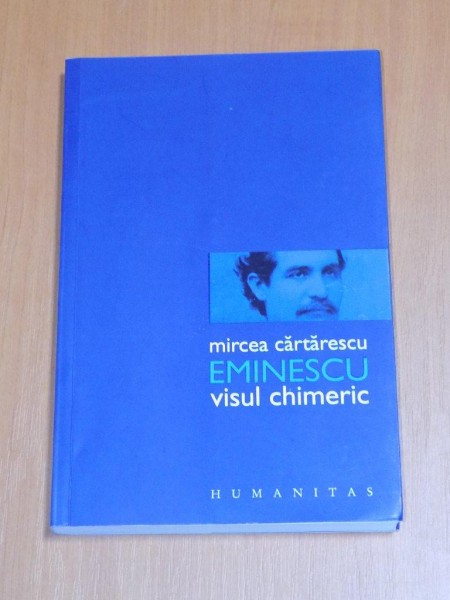 mircea cărtărescu
EMINESCU
visul chimeric
HUMANITAS